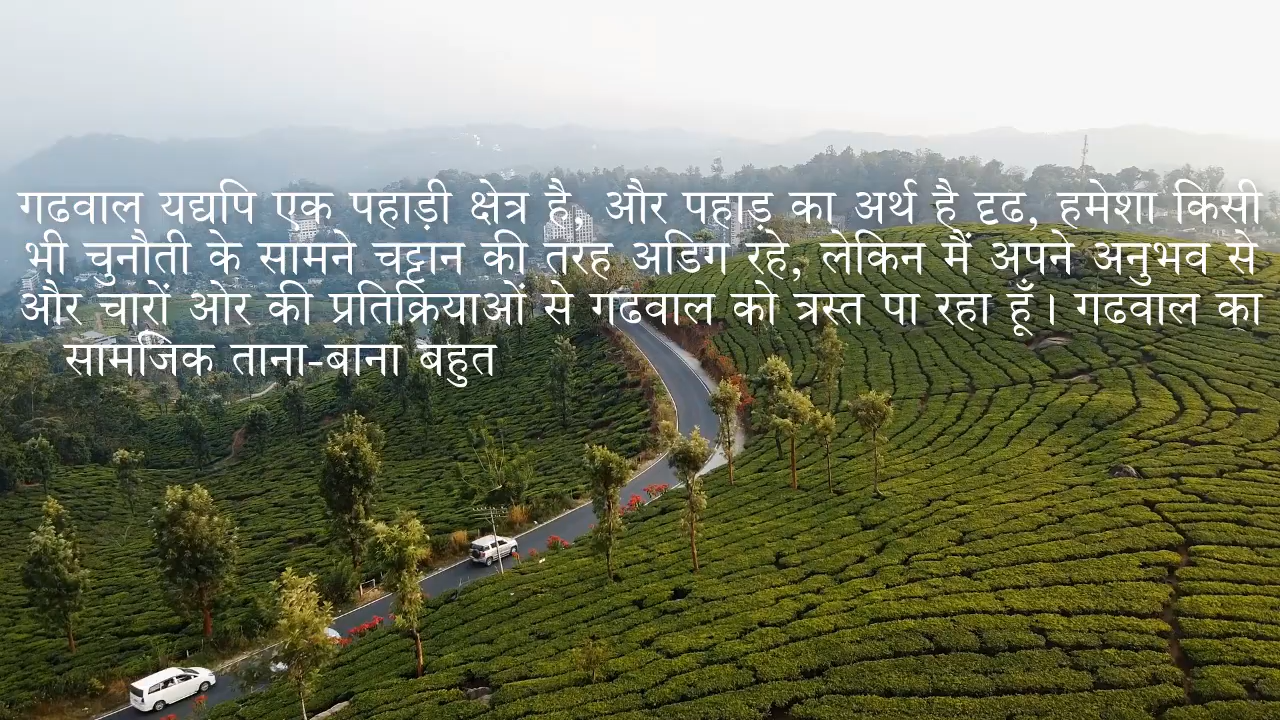 गढवाल यद्यपि एक पहाड़ी क्षेत्र है, और पहाड़ का अर्थ है दृढ, हमेशा किसी
भी चुनौती के सामने चट्टान की तरह अडिग रहे, लेकिन मैं अपने अनुभव से
और चारों ओर की प्रतिक्रियाओं से गढवाल को त्रस्त पा रहा हूँ। गढवाल का
सामजिक ताना-बाना बहुत